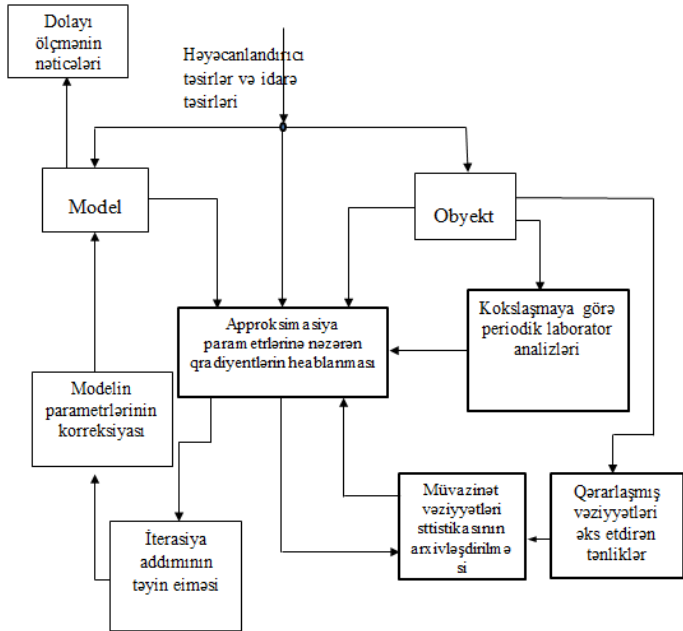 Dolayı
ölçmənin
nəticələri
Həyəcanlandırıcı
təsirlər və idarə
təsirləri
Model
Obyekt
Approksimasiya
parametrlərinə nəzərən
qradiyentlərin heablanması
Kokslaşmaya görə
periodik laborator
analizləri
Modelin
parametrlərinin
korreksiyası
Müvazinət
vəziyyətləri
sttistikasının
arxivləşdirilmə
si
Qərarlaşmış
vəziyyətləri
əks etdirən
tənliklər
İterasiya
addımının
təyin eiməsi